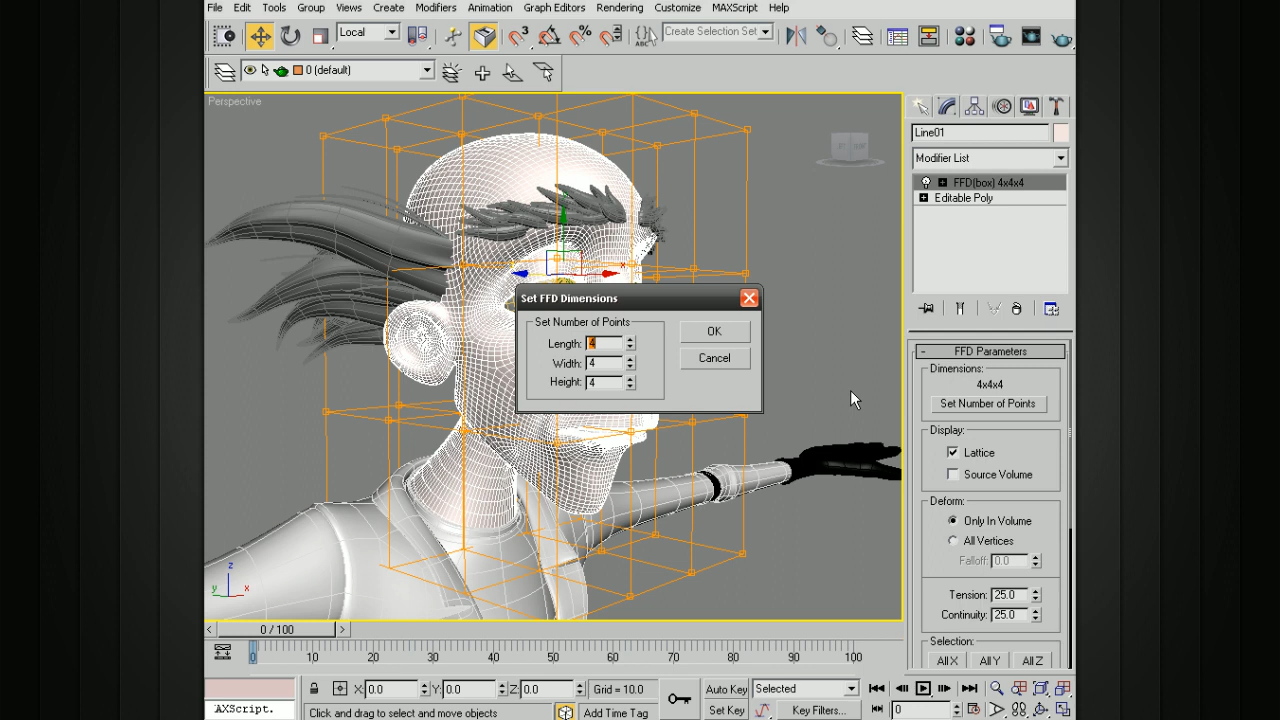 File Edit Tools Group Views Create Modifiers Animation Graph Editors Rendering Customize MAXScript Help
Local
3
ABC
Create Selection Set
0 (default)
Perspective
Line01
Modifier List
FFD(box) 4x4x4
Editable Poly
x
Set FFD Dimensions
Set Number of Points
Length: 4
Width: 4
Height: 4
OK
Cancel
- FFD Parameters
Dimensions:
4x4x4
Set Number of Points
Display:
Lattice
Source Volume
Deform:
Only In Volume
All Vertices
Falloff: 0.0
Tension: 25.0
Continuity: 25.0
Selection:
All X All Y All Z
z
y x
< 0 / 100 >
0 10 20 30 40 50 60 70 80 90 100
X: 0.0 Y: 0.0 Z: 0.0 Grid = 10.0
Auto Key Selected
'AXScript. Click and drag to select and move objects Add Time Tag
Set Key Key Filters... 0